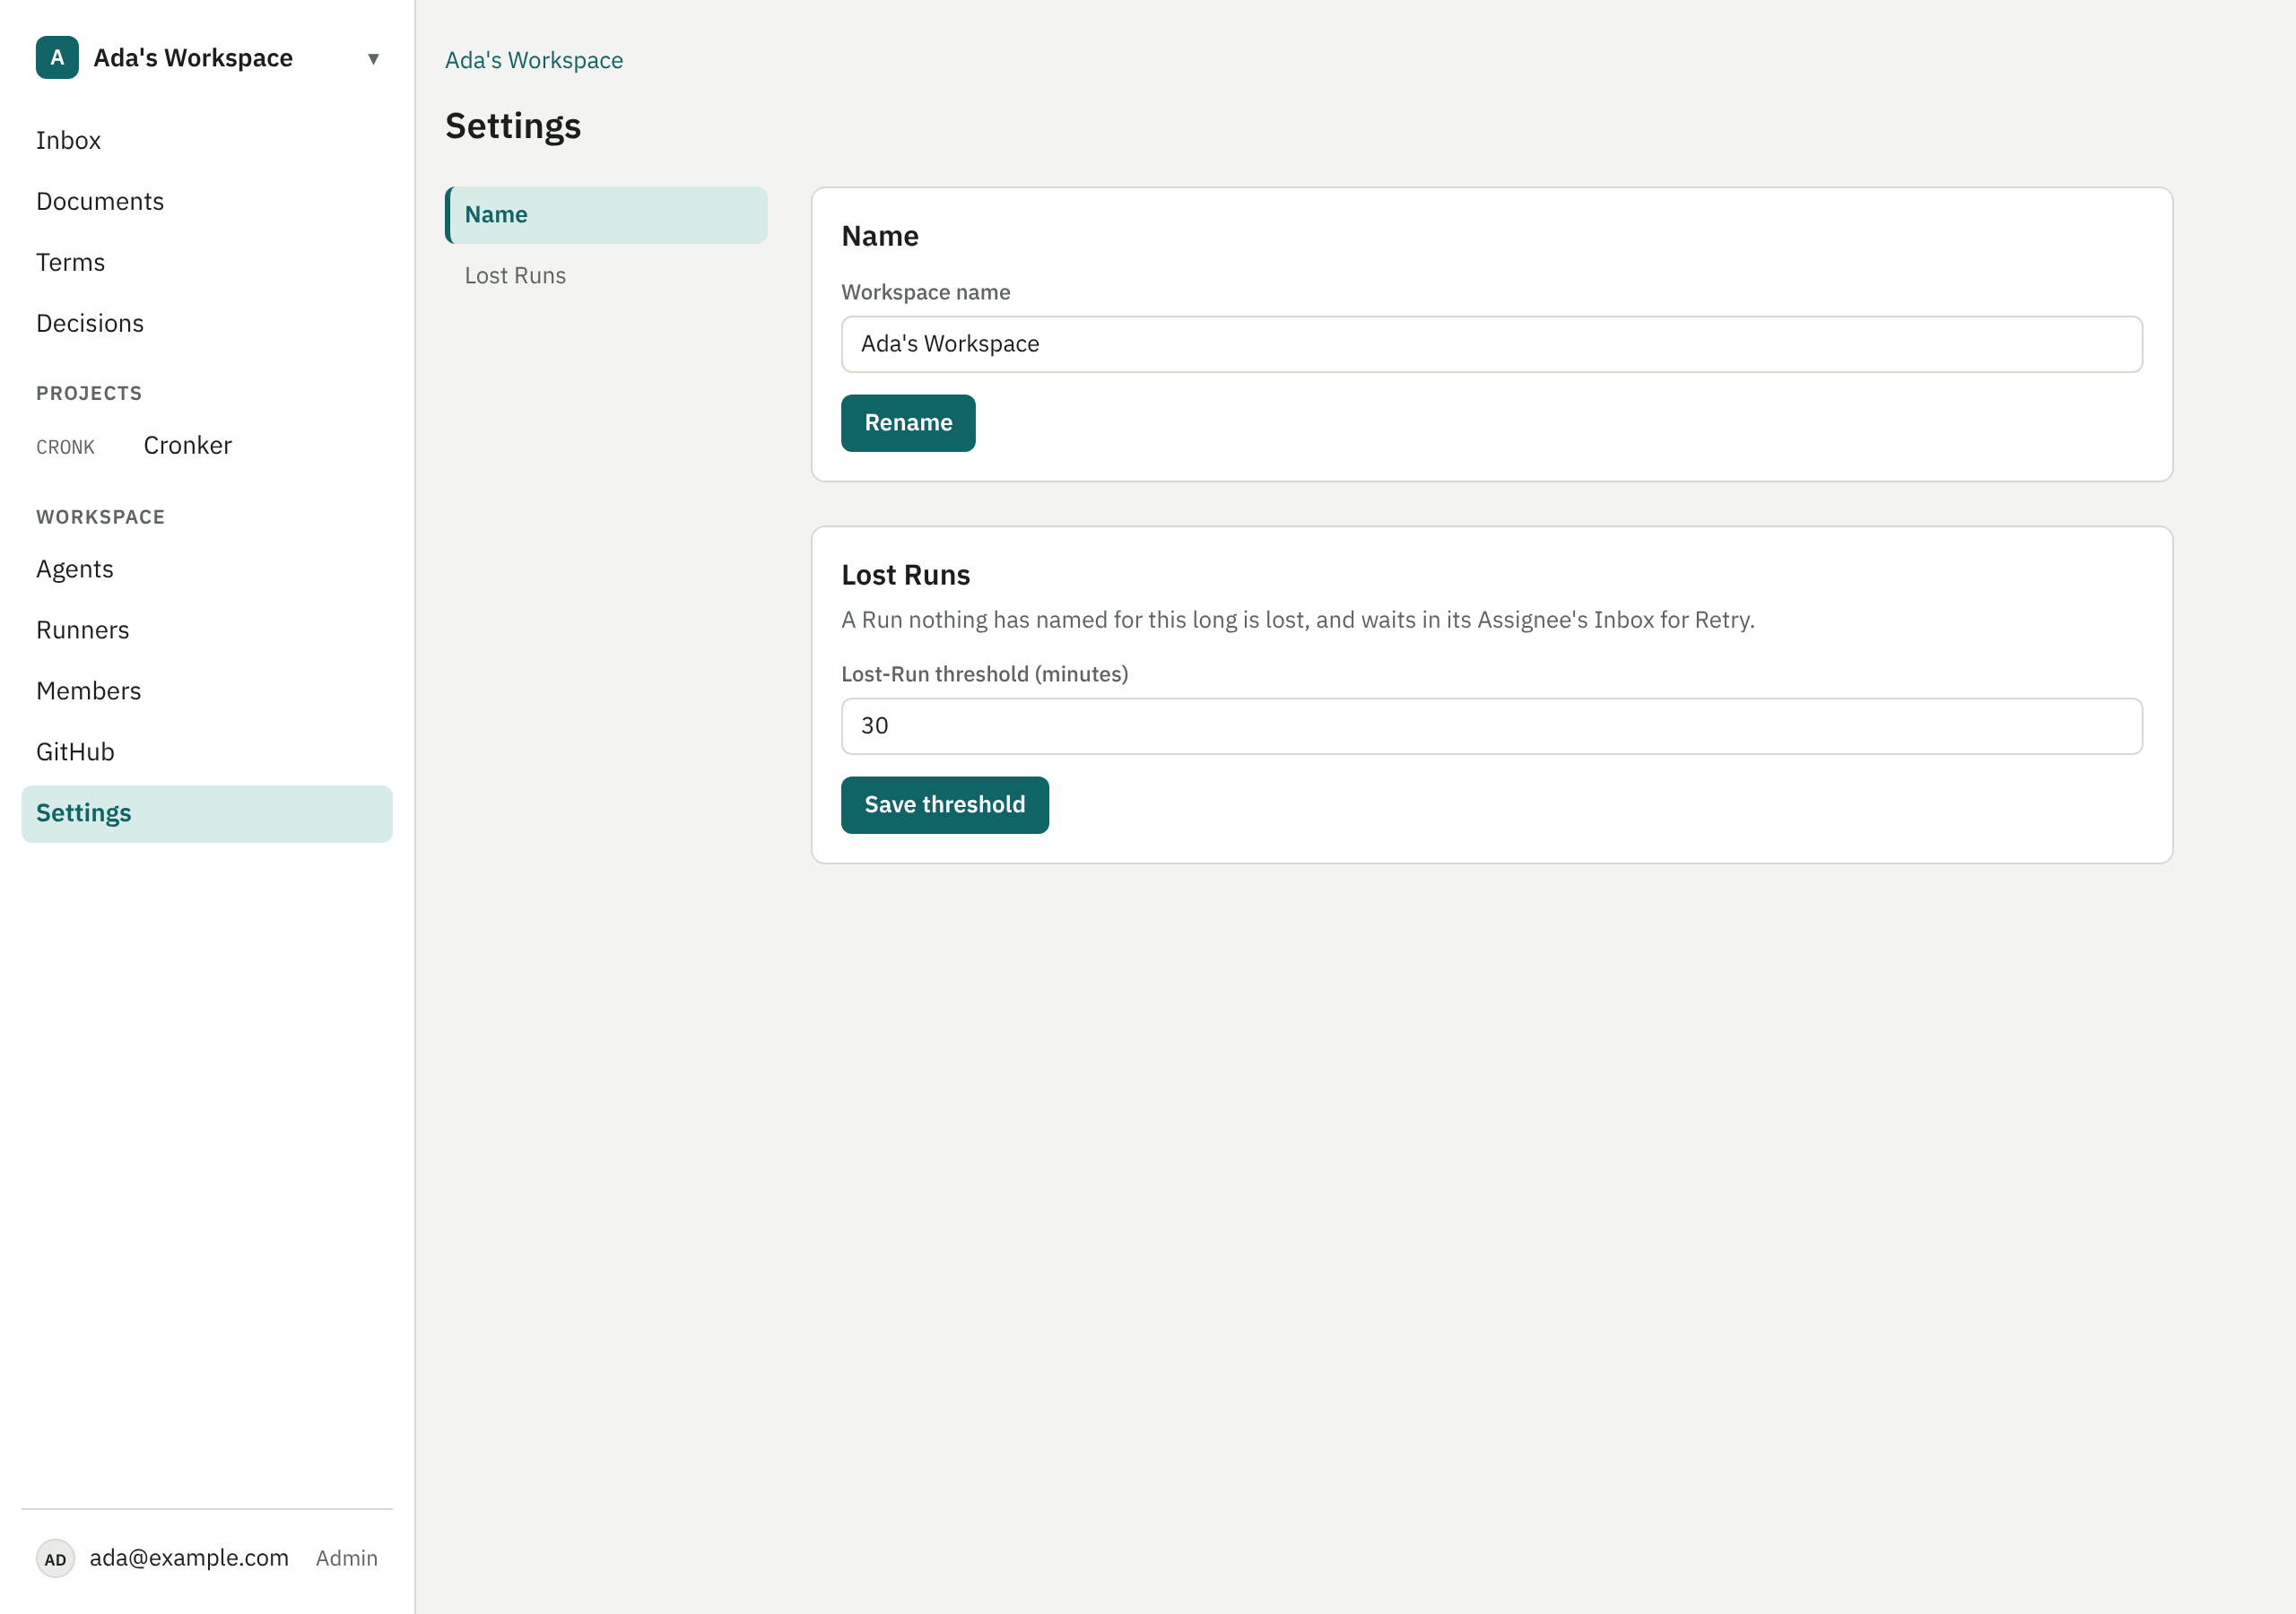 A Ada's Workspace ▼
Inbox
Documents
Terms
Decisions
PROJECTS
CRONK Cronker
WORKSPACE
Agents
Runners
Members
GitHub
Settings
AD ada@example.com Admin
Ada's Workspace
Settings
Name
Lost Runs
Name
Workspace name
Ada's Workspace
Rename
Lost Runs
A Run nothing has named for this long is lost, and waits in its Assignee's Inbox for Retry.
Lost-Run threshold (minutes)
30
Save threshold